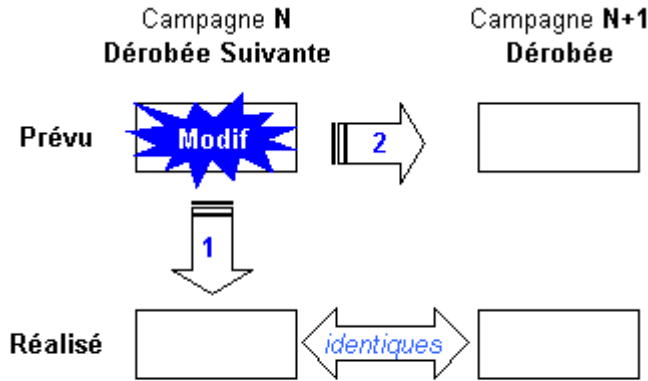 Campagne N
Dérobée Suivante
Campagne N+1
Dérobée
Prévu
Modif
2
1
Réalisé
identiques